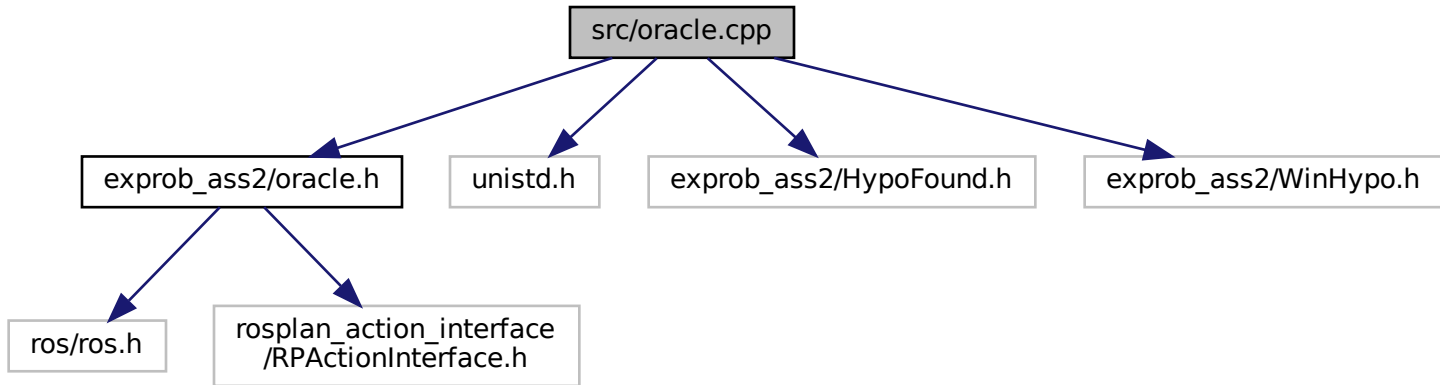 src/oracle.cpp
exprob_ass2/oracle.h
unistd.h
exprob_ass2/HypoFound.h
exprob_ass2/WinHypo.h
ros/ros.h
rosplan_action_interface
/RPActionInterface.h